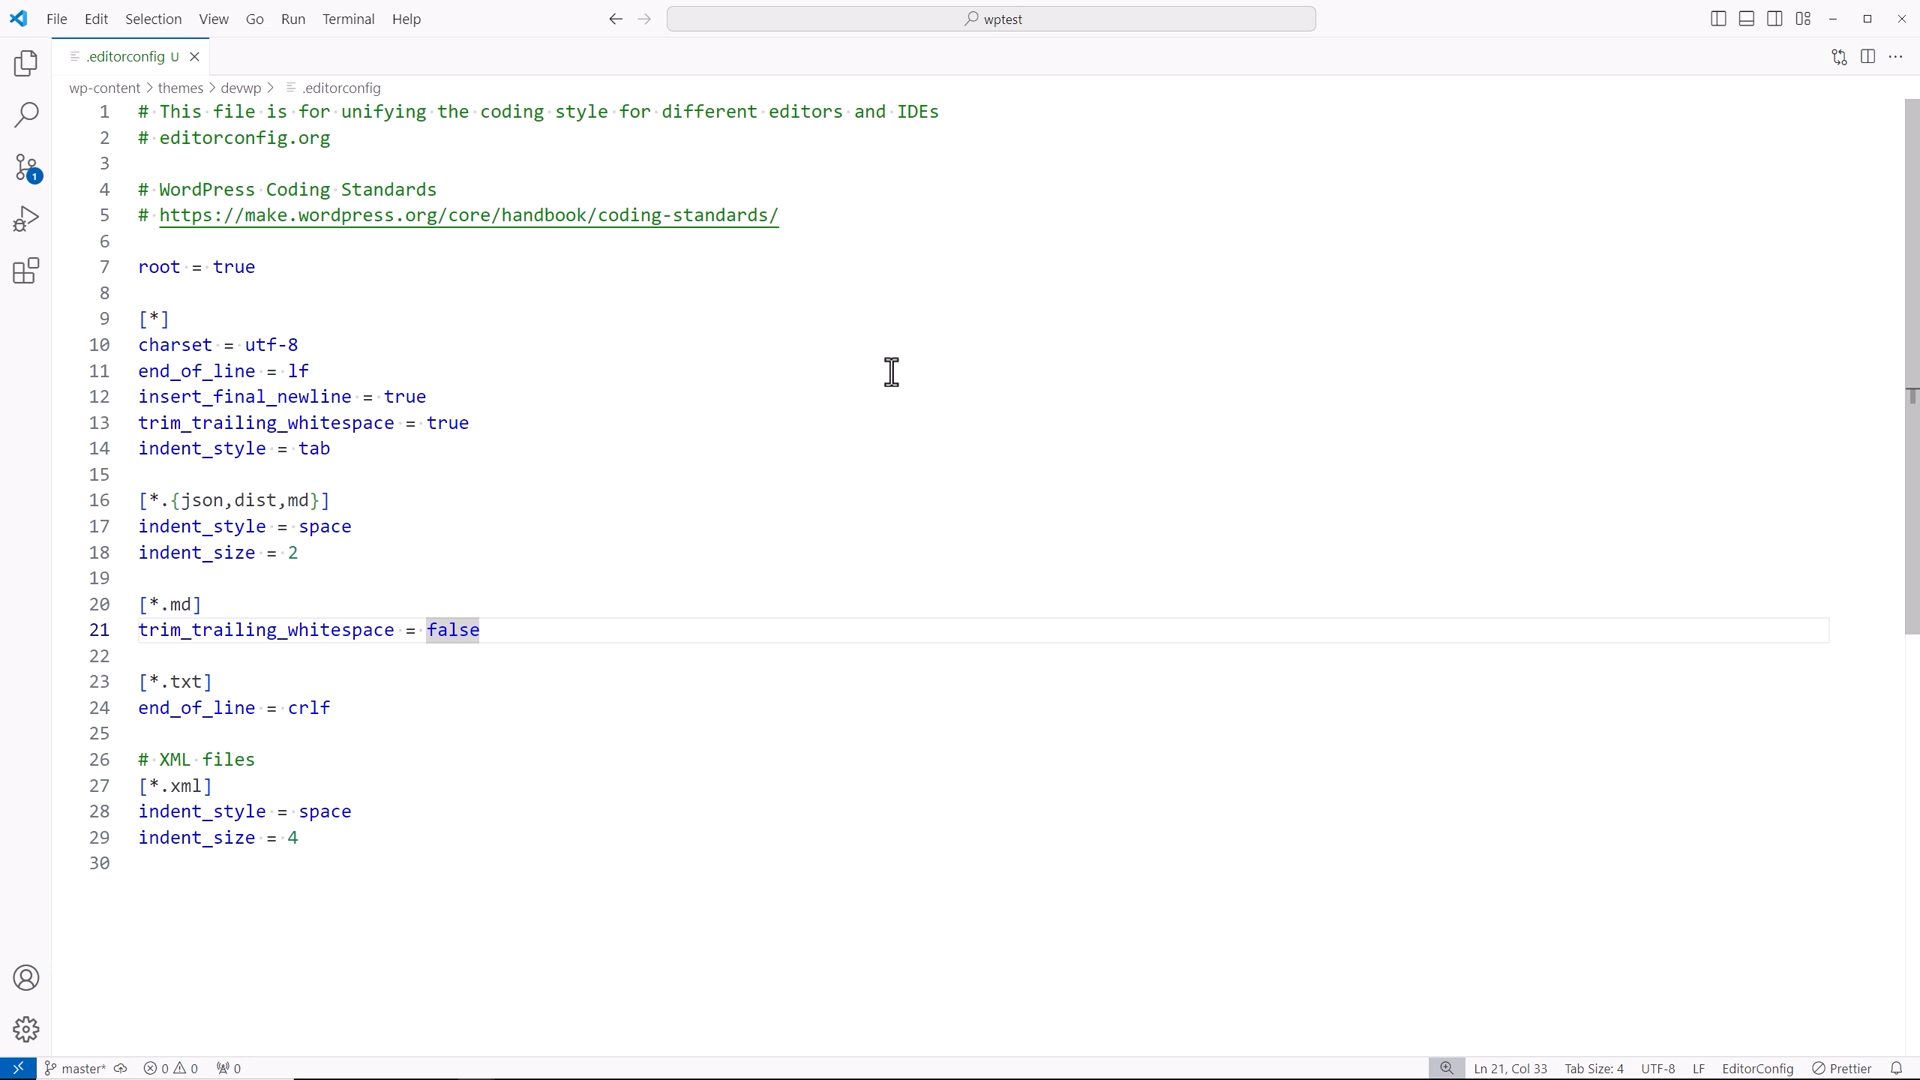 File Edit Selection View Go Run Terminal Help wptest
.editorconfig U
wp-content > themes > devwp > .editorconfig
1 # This file is for unifying the coding style for different editors and IDEs
2 # editorconfig.org
3
4 # WordPress Coding Standards
5 # https://make.wordpress.org/core/handbook/coding-standards/
6
7 root = true
8
9 [*]
10 charset = utf-8
11 end_of_line = lf
12 insert_final_newline = true
13 trim_trailing_whitespace = true
14 indent_style = tab
15
16 [*.{json,dist,md}]
17 indent_style = space
18 indent_size = 2
19
20 [*.md]
21 trim_trailing_whitespace = false
22
23 [*.txt]
24 end_of_line = crlf
25
26 # XML files
27 [*.xml]
28 indent_style = space
29 indent_size = 4
30
1
master* 0 0 0 Ln 21, Col 33 Tab Size: 4 UTF-8 LF EditorConfig Prettier